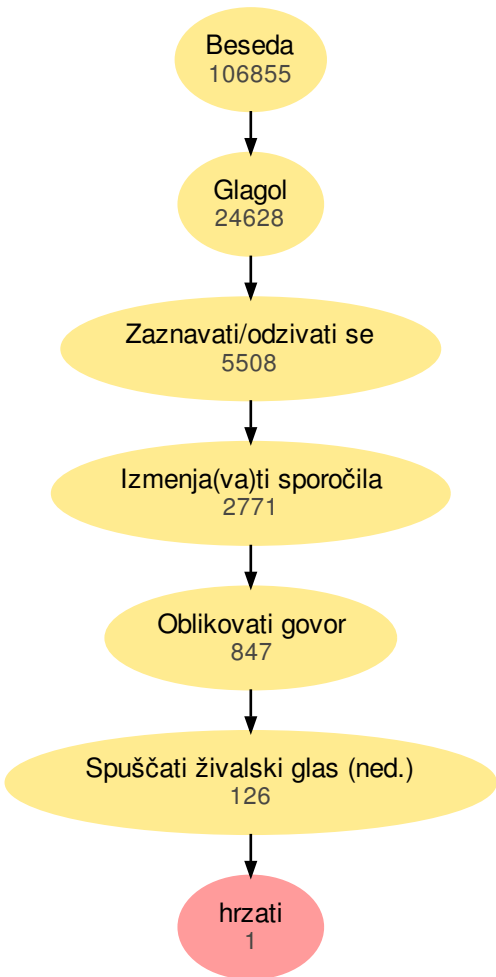 Beseda
106855
Glagol
24628
Zaznavati/odzivati se
5508
Izmenja(va)ti sporočila
2771
Oblikovati govor
847
Spuščati živalski glas (ned.)
126
hrzati
1